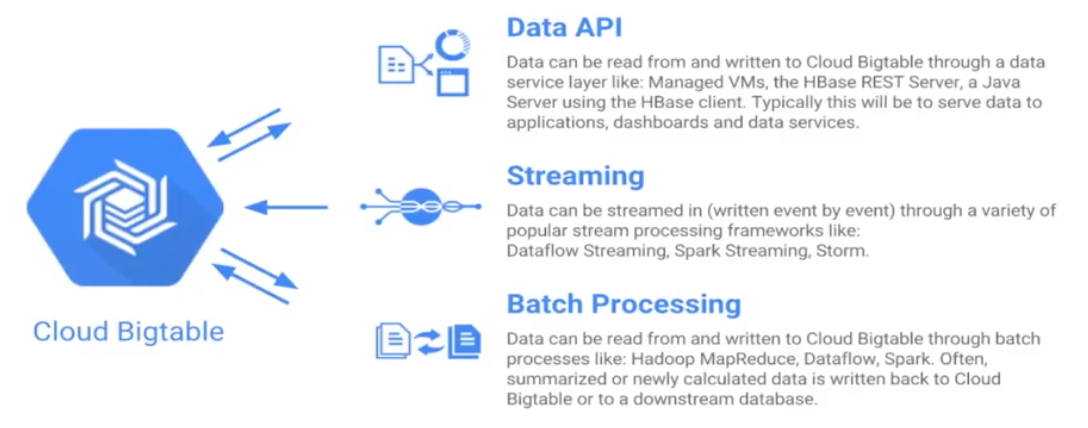 Data API
Data can be read from and written to Cloud Bigtable through a data
service layer like: Managed VMs, the HBase REST Server, a Java
Server using the HBase client. Typically this will be to serve data to
applications, dashboards and data services.
Streaming
Data can be streamed in (written event by event) through a variety of
popular stream processing frameworks like:
Dataflow Streaming, Spark Streaming, Storm.
Cloud Bigtable
Batch Processing
Data can be read from and written to Cloud Bigtable through batch
processes like: Hadoop MapReduce, Dataflow, Spark. Often,
summarized or newly calculated data is written back to Cloud
Bigtable or to a downstream database.